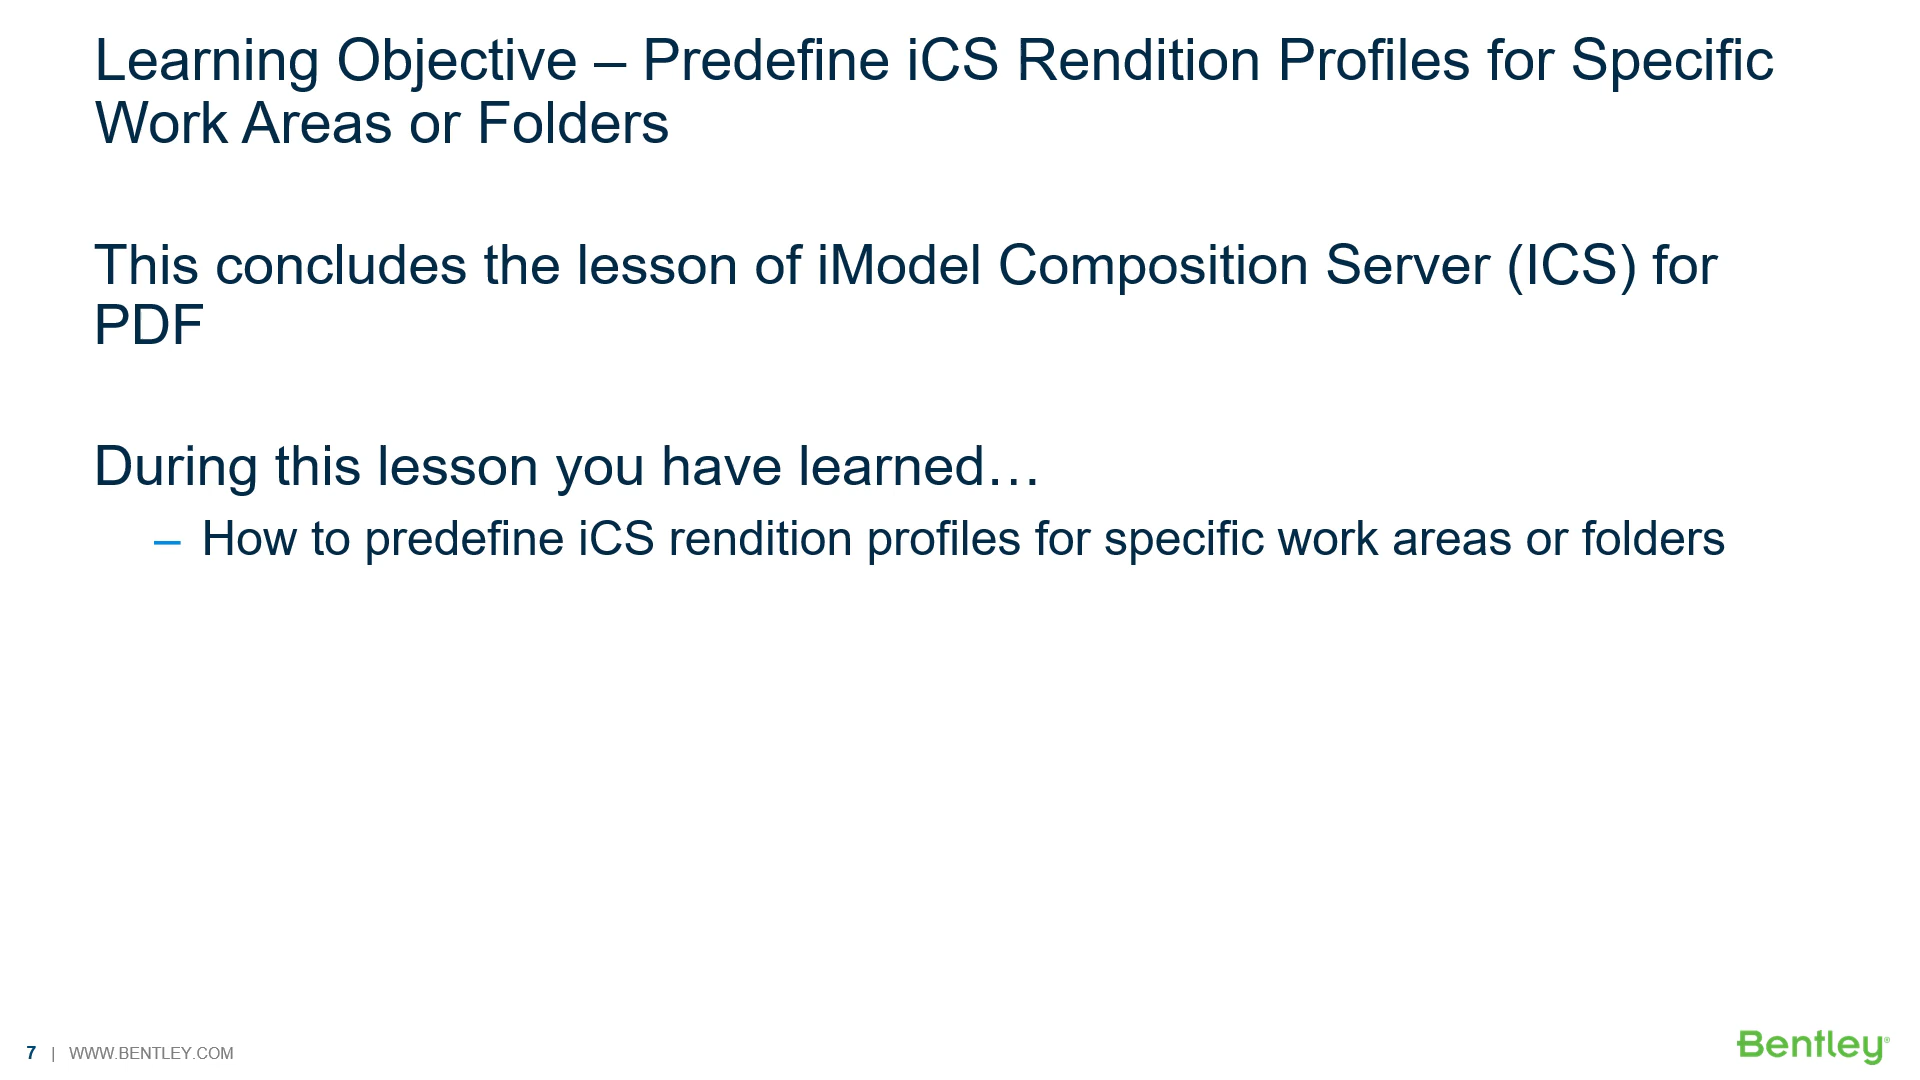 Learning Objective – Predefine iCS Rendition Profiles for Specific
Work Areas or Folders
This concludes the lesson of iModel Composition Server (ICS) for
PDF
During this lesson you have learned…
– How to predefine iCS rendition profiles for specific work areas or folders
7 | WWW.BENTLEY.COM
Bentley®